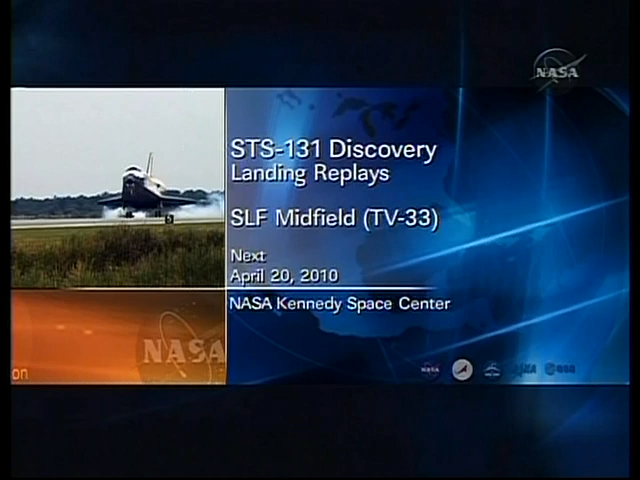 NASA
STS-131 Discovery
Landing Replays
SLF Midfield (TV-33)
Next
April 20, 2010
NASA Kennedy Space Center
NASA
on
NASA